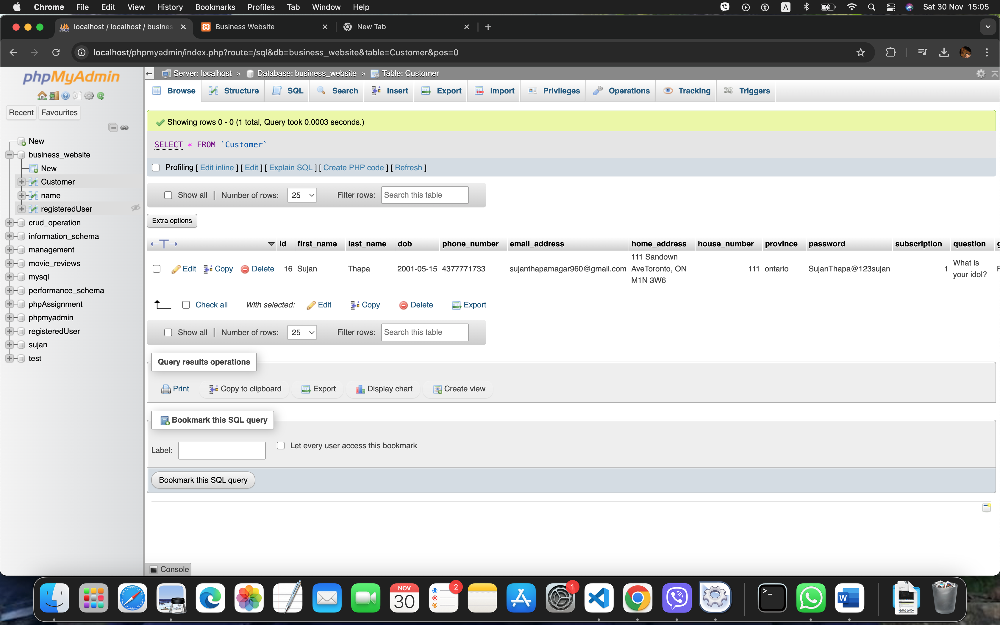 Chrome File Edit View History Bookmarks Profiles Tab Window Help A Sat 30 Nov 15:05
localhost / localhost / busines Business Website New Tab
localhost/phpmyadmin/index.php?route=/sql&db=business_website&table=Customer&pos=0
phpMyAdmin
Recent Favourites
New
business_website
New
Customer
name
registeredUser
crud_operation
information_schema
management
movie_reviews
mysql
performance_schema
phpAssignment
phpmyadmin
registeredUser
sujan
test
Server: localhost » Database: business_website » Table: Customer
Browse Structure SQL Search Insert Export Import Privileges Operations Tracking Triggers
Showing rows 0 - 0 (1 total, Query took 0.0003 seconds.)
SELECT * FROM `Customer`
Profiling [ Edit inline ] [ Edit ] [ Explain SQL ] [ Create PHP code ] [ Refresh ]
Show all | Number of rows: 25 Filter rows: Search this table
Extra options
←T→ id first_name last_name dob phone_number email_address home_address house_number province password subscription question
Edit Copy Delete 16 Sujan Thapa 2001-05-15 4377771733 sujanthapamagar960@gmail.com 111 Sandown
AveToronto, ON
M1N 3W6 111 ontario SujanThapa@123sujan 1 What is
your idol?
Check all With selected: Edit Copy Delete Export
Show all | Number of rows: 25 Filter rows: Search this table
Query results operations
Print Copy to clipboard Export Display chart Create view
Bookmark this SQL query
Label: Let every user access this bookmark
Bookmark this SQL query
Console
NOV
30
2
1
>_
W
DOCX